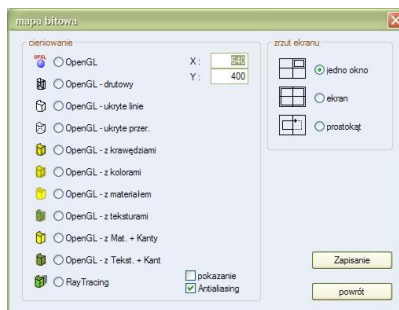 mapa bitowa
cieniowanie
OpenGL
OpenGL - drutowy
OpenGL - ukryte linie
OpenGL - ukryte przer.
OpenGL - z krawędziami
OpenGL - z kolorami
OpenGL - z materiałem
OpenGL - z teksturami
OpenGL - z Mat. + Kanty
OpenGL - z Tekst. + Kant
RayTracing
X : 640
Y : 400
pokazanie
Antialiasing
zrzut ekranu
jedno okno
ekran
prostokąt
Zapisanie
powrót